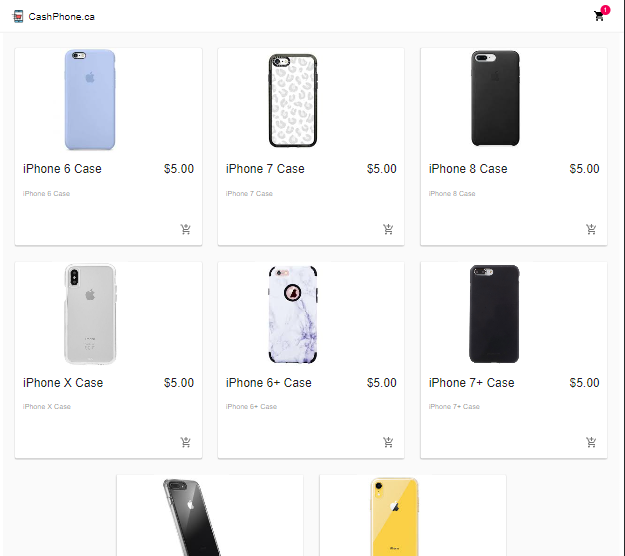 CashPhone.ca
1
iPhone 6 Case $5.00
iPhone 6 Case
iPhone 7 Case $5.00
iPhone 7 Case
iPhone 8 Case $5.00
iPhone 8 Case
iPhone X Case $5.00
iPhone X Case
iPhone 6+ Case $5.00
iPhone 6+ Case
iPhone 7+ Case $5.00
iPhone 7+ Case